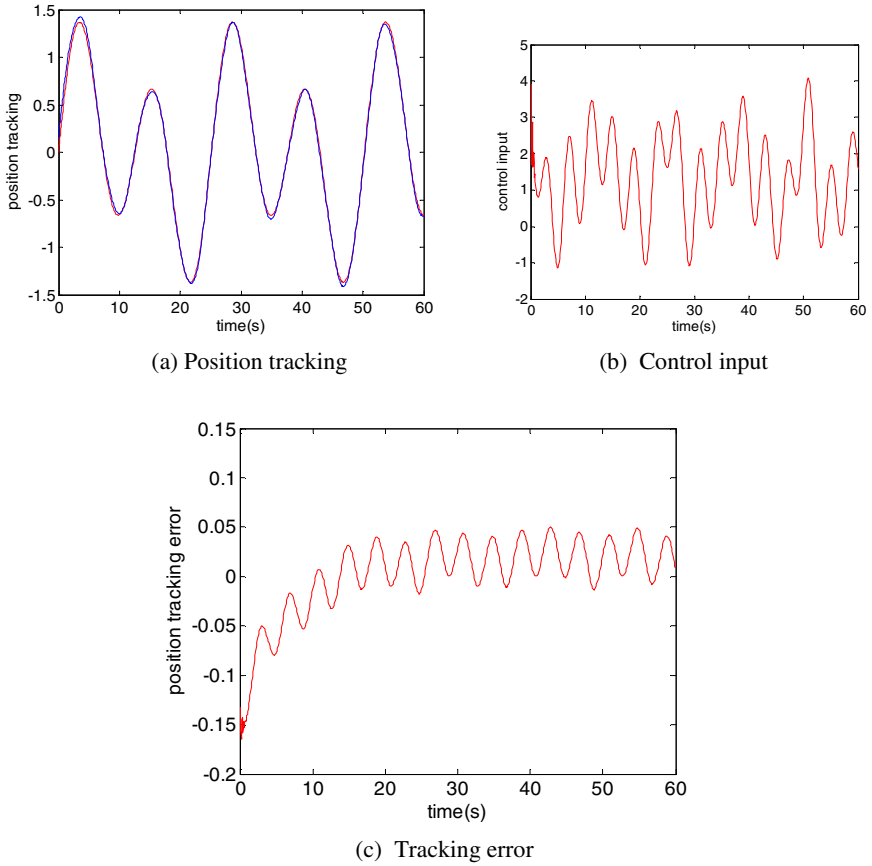 1.5
1
0.5
0
-0.5
-1
-1.5
position tracking
0 10 20 30 40 50 60
time(s)
(a) Position tracking
5
4
3
2
1
0
-1
-2
control input
0 10 20 30 40 50 60
time(s)
(b) Control input
0.15
0.1
0.05
0
-0.05
-0.1
-0.15
-0.2
position tracking error
0 10 20 30 40 50 60
time(s)
(c) Tracking error